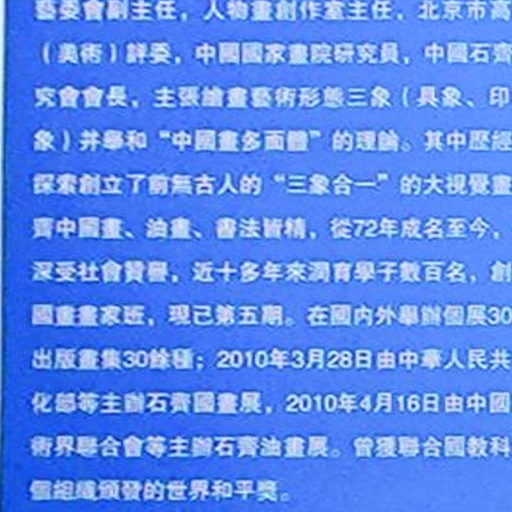 藝委會副主任，人物畫創作室主任，北京市高
（美術）評委，中國國家畫院研究員，中國石齊
究會會長，主張繪畫藝術形態三象（具象、印
象）并舉和“中國畫多面體”的理論。其中歷經
探索創立了前無古人的“三象合一”的大視覺畫
齊中國畫、油畫、書法皆精，從72年成名至今，
深受社會贊譽，近十多年來潤育學子數百名，創
國畫畫家班，現已第五期。在國内外舉辦個展30
出版畫集30餘種；2010年3月28日由中華人民共
化部等主辦石齊國畫展，2010年4月16日由中國
術界聯合會等主辦石齊油畫展。曾獲聯合國教科
個組織頒發的世界和平獎。